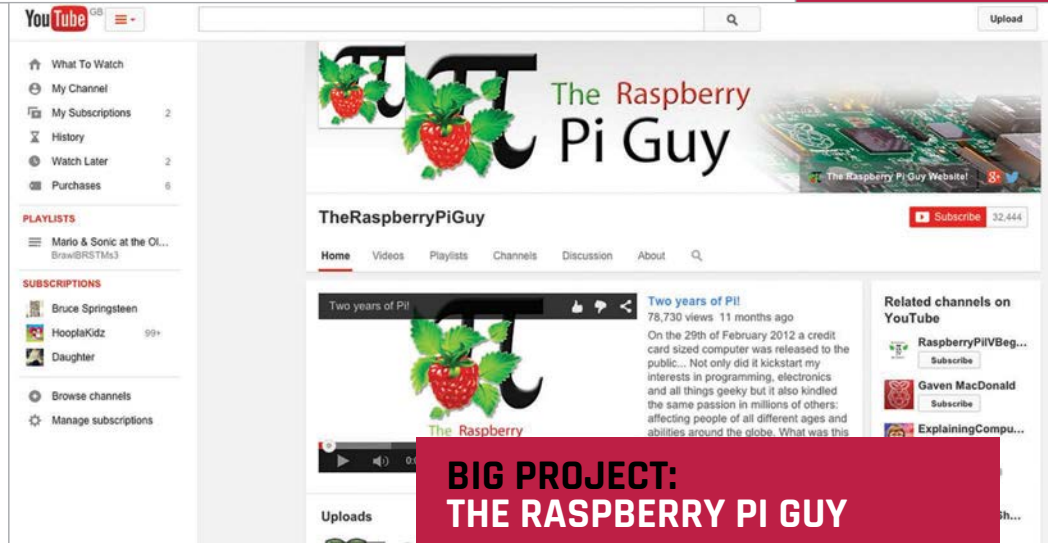 YouTube GB
Upload
What To Watch
My Channel
My Subscriptions 2
History
Watch Later 2
Purchases 6
PLAYLISTS
Mario & Sonic at the Ol...
BrawlBRSTMs3
SUBSCRIPTIONS
Bruce Springsteen
HooplaKidz 99+
Daughter
Browse channels
Manage subscriptions
The Raspberry
Pi Guy
The Raspberry Pi Guy Website!
TheRaspberryPiGuy
Subscribe 32,444
Home Videos Playlists Channels Discussion About
Two years of Pi!
The Raspberry
Two years of Pi!
78,730 views 11 months ago
On the 29th of February 2012 a credit
card sized computer was released to the
public... Not only did it kickstart my
interests in programming, electronics
and all things geeky but it also kindled
the same passion in millions of others:
affecting people of all different ages and
abilities around the globe. What was this
Related channels on
YouTube
RaspberryPiIVBeg...
Subscribe
Gaven MacDonald
Subscribe
ExplainingCompu...
Uploads
BIG PROJECT:
THE RASPBERRY PI GUY